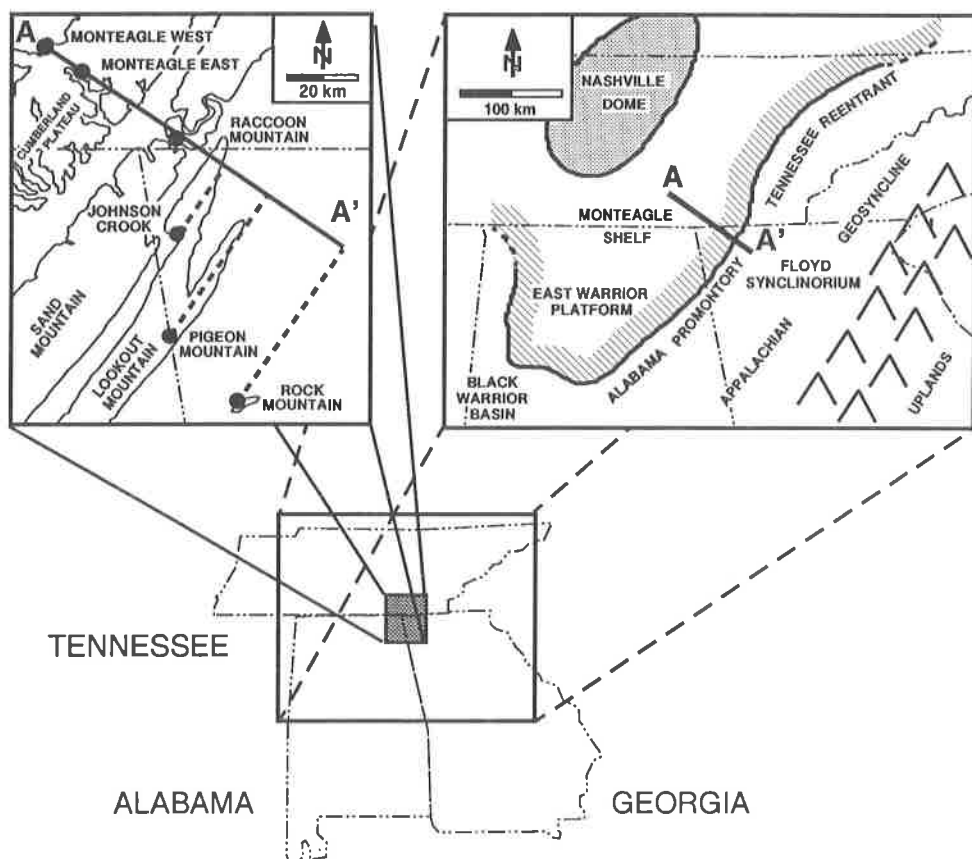 A
MONTEAGLE WEST
MONTEAGLE EAST
CUMBERLAND
PLATEAU
N
20 km
RACCOON
MOUNTAIN
A'
JOHNSON
CROOK
SAND
MOUNTAIN
LOOKOUT
MOUNTAIN
PIGEON
MOUNTAIN
ROCK
MOUNTAIN
N
100 km
NASHVILLE
DOME
TENNESSEE REENTRANT
A
MONTEAGLE
SHELF
A'
GEOSYNCLINE
FLOYD
SYNCLINORIUM
EAST WARRIOR
PLATFORM
ALABAMA PROMONTORY
APPALACHIAN
BLACK
WARRIOR
BASIN
UPLANDS
TENNESSEE
ALABAMA
GEORGIA